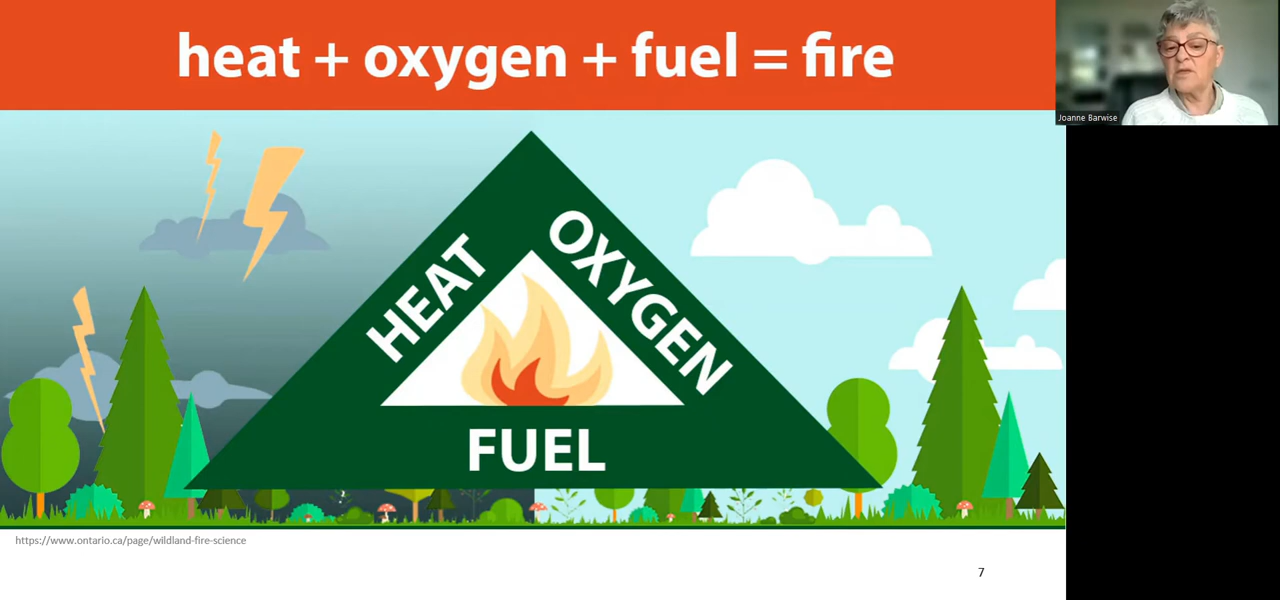 heat + oxygen + fuel = fire
Joanne Barwise
HEAT
OXYGEN
FUEL
https://www.ontario.ca/page/wildland-fire-science
7